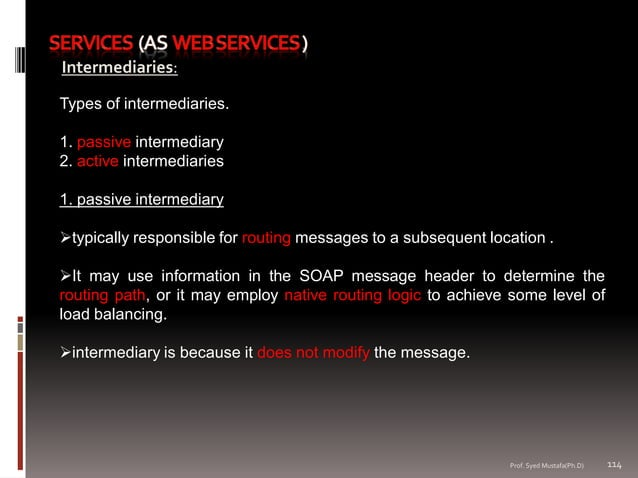 SERVICES (AS WEBSERVICES)
Intermediaries:
Types of intermediaries.
1. passive intermediary
2. active intermediaries
1. passive intermediary
➢typically responsible for routing messages to a subsequent location .
➢It may use information in the SOAP message header to determine the
routing path, or it may employ native routing logic to achieve some level of
load balancing.
➢intermediary is because it does not modify the message.
Prof. Syed Mustafa(Ph.D) 114